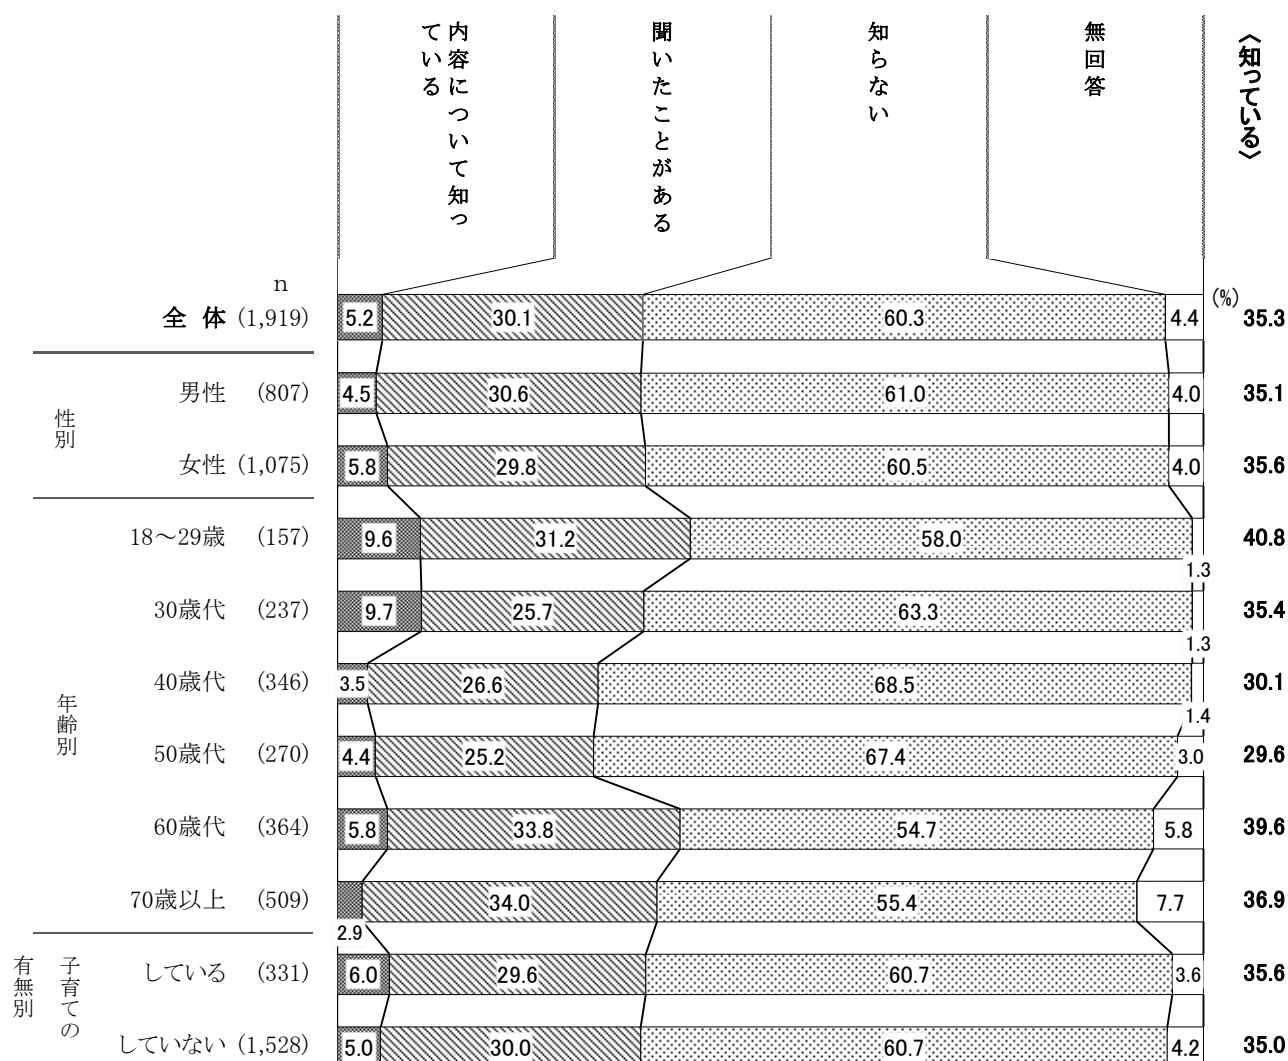 内容について知っ
ている
聞いたことがある
知らない
無回答
〈知っている〉
n
(%)
全 体 (1,919) 5.2 30.1 60.3 4.4 35.3
性別
男性 (807) 4.5 30.6 61.0 4.0 35.1
女性 (1,075) 5.8 29.8 60.5 4.0 35.6
年齢別
18～29歳 (157) 9.6 31.2 58.0 1.3 40.8
30歳代 (237) 9.7 25.7 63.3 1.3 35.4
40歳代 (346) 3.5 26.6 68.5 1.4 30.1
50歳代 (270) 4.4 25.2 67.4 3.0 29.6
60歳代 (364) 5.8 33.8 54.7 5.8 39.6
70歳以上 (509) 2.9 34.0 55.4 7.7 36.9
子育ての
有無別
している (331) 6.0 29.6 60.7 3.6 35.6
していない (1,528) 5.0 30.0 60.7 4.2 35.0